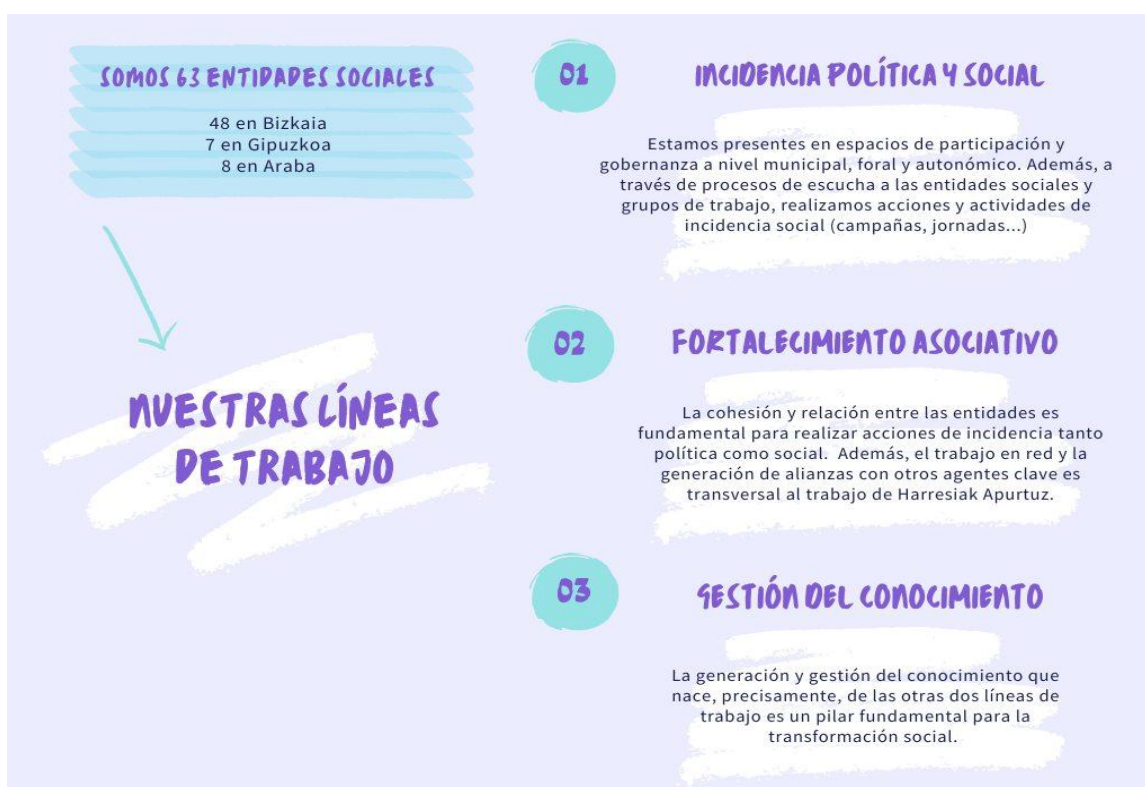 SOMOS 63 ENTIDADES SOCIALES
48 en Bizkaia
7 en Gipuzkoa
8 en Araba
NUESTRAS LÍNEAS
DE TRABAJO
01
INCIDENCIA POLÍTICA Y SOCIAL
Estamos presentes en espacios de participación y
gobernanza a nivel municipal, foral y autonómico. Además, a
través de procesos de escucha a las entidades sociales y
grupos de trabajo, realizamos acciones y actividades de
incidencia social (campañas, jornadas...)
02
FORTALECIMIENTO ASOCIATIVO
La cohesión y relación entre las entidades es
fundamental para realizar acciones de incidencia tanto
política como social. Además, el trabajo en red y la
generación de alianzas con otros agentes clave es
transversal al trabajo de Harresiak Apurtuz.
03
GESTIÓN DEL CONOCIMIENTO
La generación y gestión del conocimiento que
nace, precisamente, de las otras dos líneas de
trabajo es un pilar fundamental para la
transformación social.